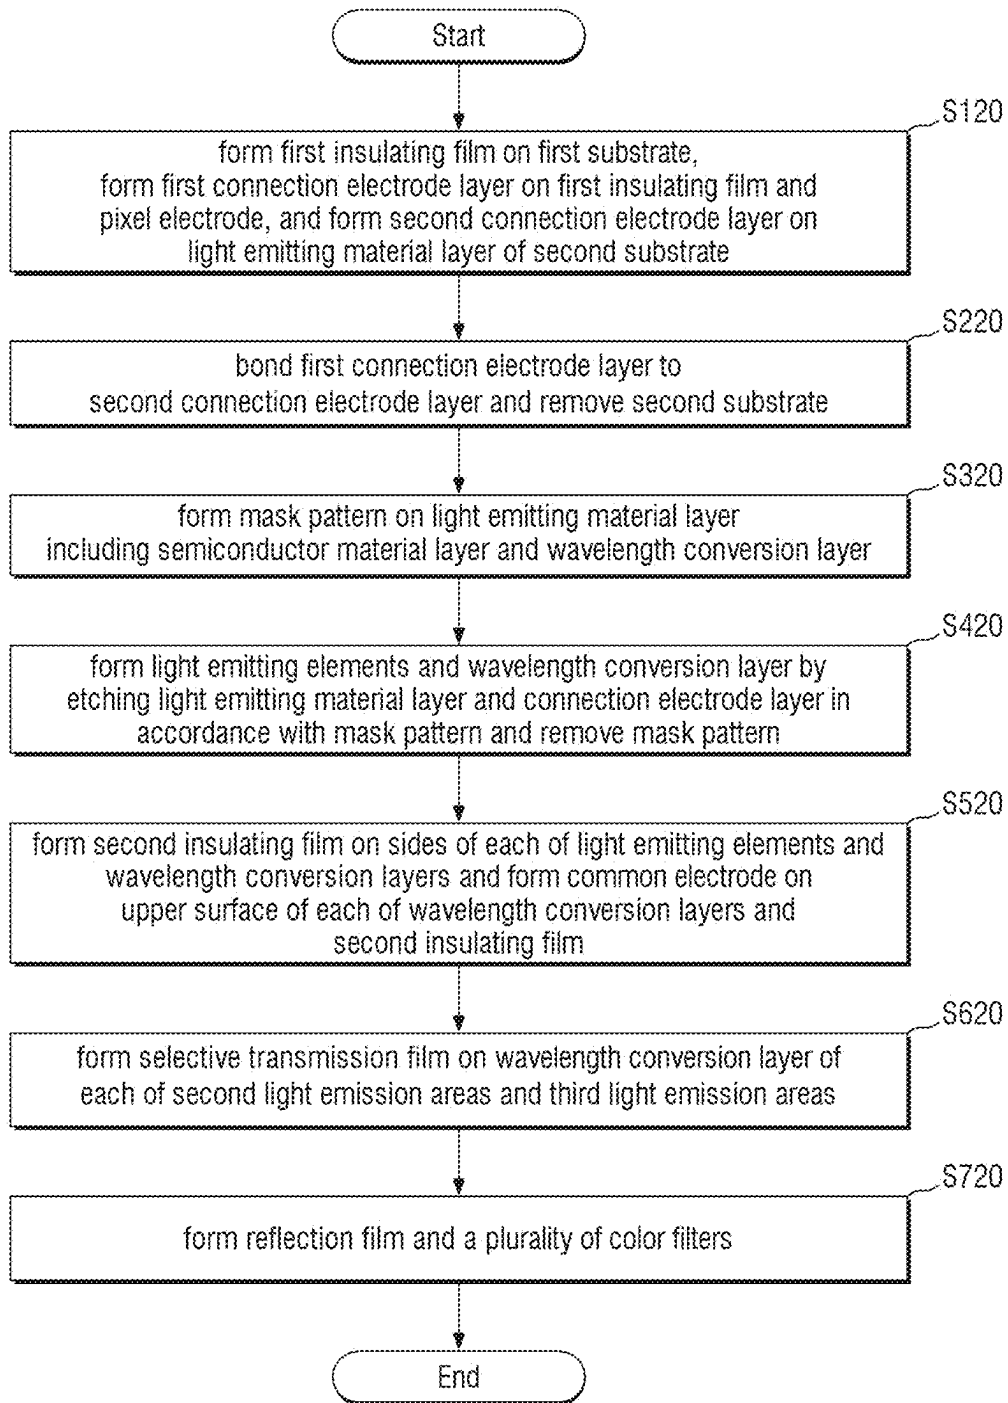 Start
S120
form first insulating film on first substrate,
form first connection electrode layer on first insulating film and
pixel electrode, and form second connection electrode layer on
light emitting material layer of second substrate
S220
bond first connection electrode layer to
second connection electrode layer and remove second substrate
S320
form mask pattern on light emitting material layer
including semiconductor material layer and wavelength conversion layer
S420
form light emitting elements and wavelength conversion layer by
etching light emitting material layer and connection electrode layer in
accordance with mask pattern and remove mask pattern
S520
form second insulating film on sides of each of light emitting elements and
wavelength conversion layers and form common electrode on
upper surface of each of wavelength conversion layers and
second insulating film
S620
form selective transmission film on wavelength conversion layer of
each of second light emission areas and third light emission areas
S720
form reflection film and a plurality of color filters
End